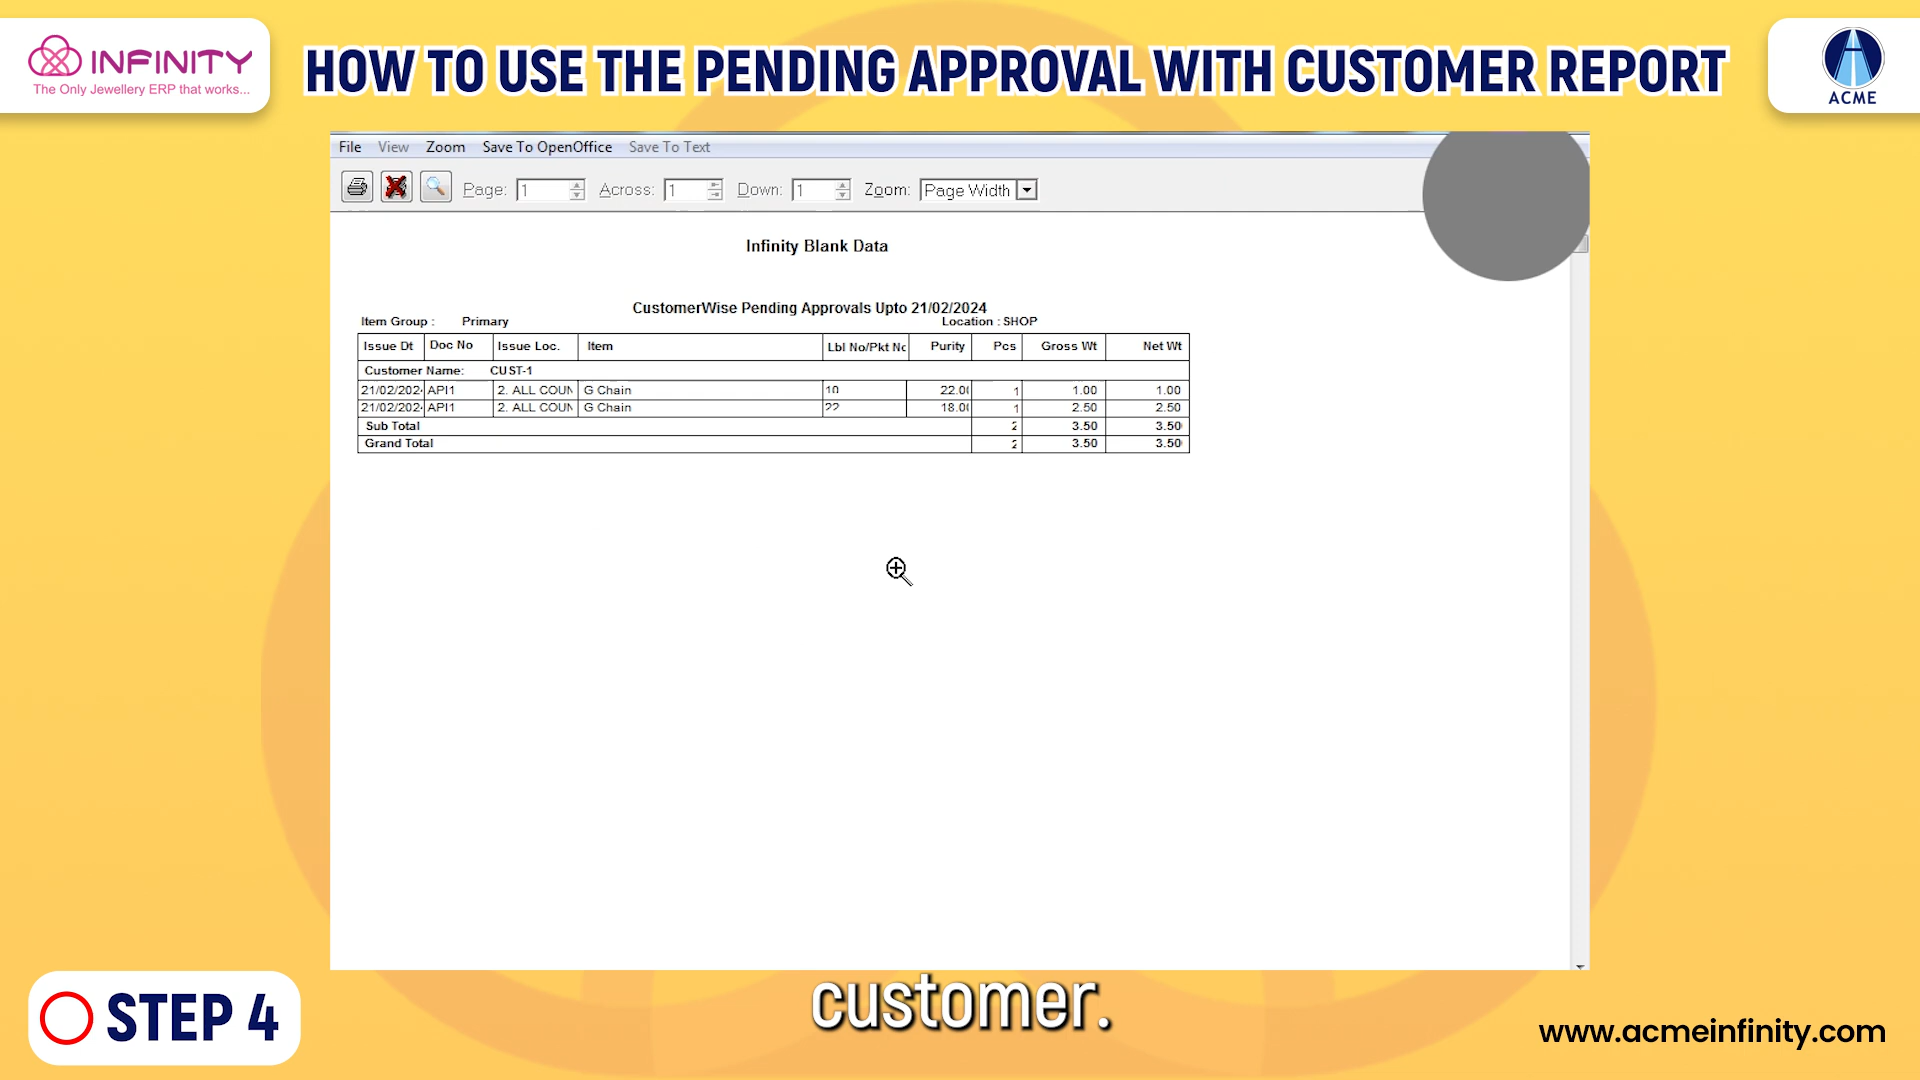 INFINITY
The Only Jewellery ERP that works...
HOW TO USE THE PENDING APPROVAL WITH CUSTOMER REPORT
ACME
File View Zoom Save To OpenOffice Save To Text
Page: 1 Across: 1 Down: 1 Zoom: Page Width
Infinity Blank Data
CustomerWise Pending Approvals Upto 21/02/2024
Item Group : Primary Location : SHOP
Issue Dt Doc No Issue Loc. Item Lbl No/Pkt No Purity Pcs Gross Wt Net Wt
Customer Name: CUST-1
21/02/202 API1 2. ALL COUN G Chain 10 22.0 1 1.00 1.00
21/02/202 API1 2. ALL COUN G Chain 22 18.0 1 2.50 2.50
Sub Total 2 3.50 3.50
Grand Total 2 3.50 3.50
customer.
STEP 4
www.acmeinfinity.com